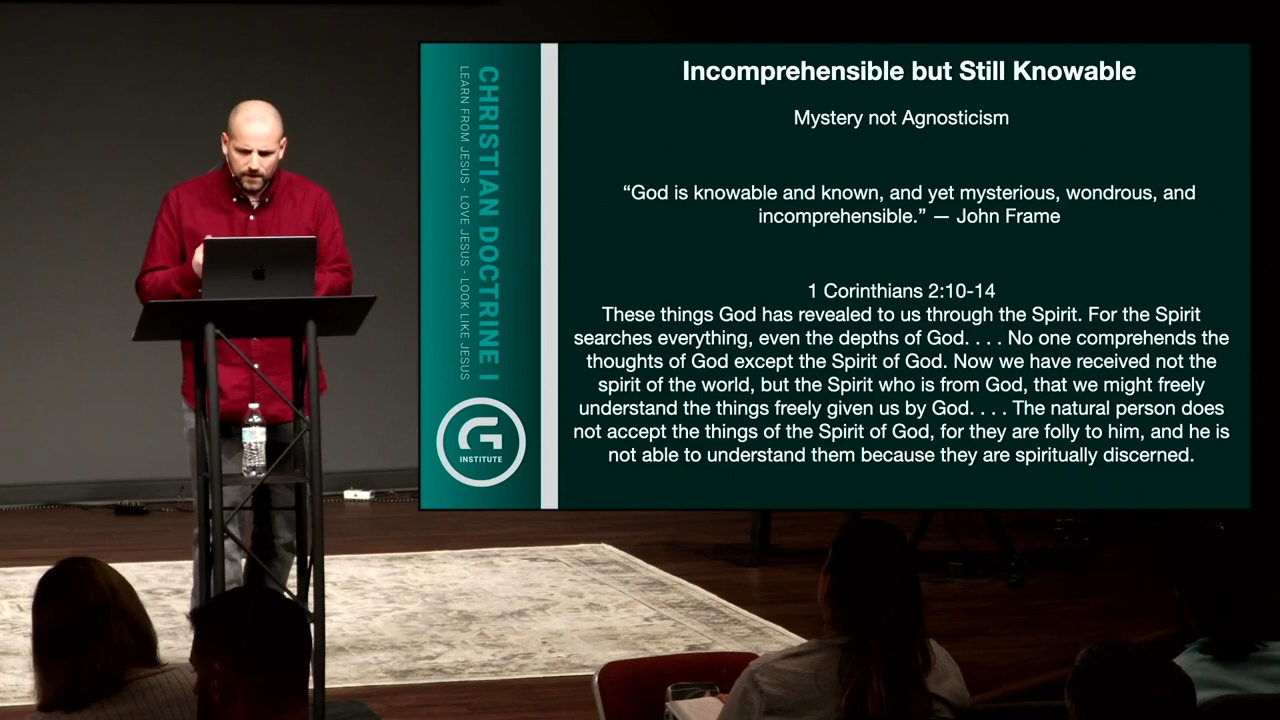 Incomprehensible but Still Knowable
Mystery not Agnosticism
“God is knowable and known, and yet mysterious, wondrous, and
incomprehensible.” — John Frame
1 Corinthians 2:10-14
These things God has revealed to us through the Spirit. For the Spirit
searches everything, even the depths of God. . . . No one comprehends the
thoughts of God except the Spirit of God. Now we have received not the
spirit of the world, but the Spirit who is from God, that we might freely
understand the things freely given us by God. . . . The natural person does
not accept the things of the Spirit of God, for they are folly to him, and he is
not able to understand them because they are spiritually discerned.
CHRISTIAN DOCTRINE I
LEARN FROM JESUS - LOVE JESUS - LOOK LIKE JESUS
G
INSTITUTE